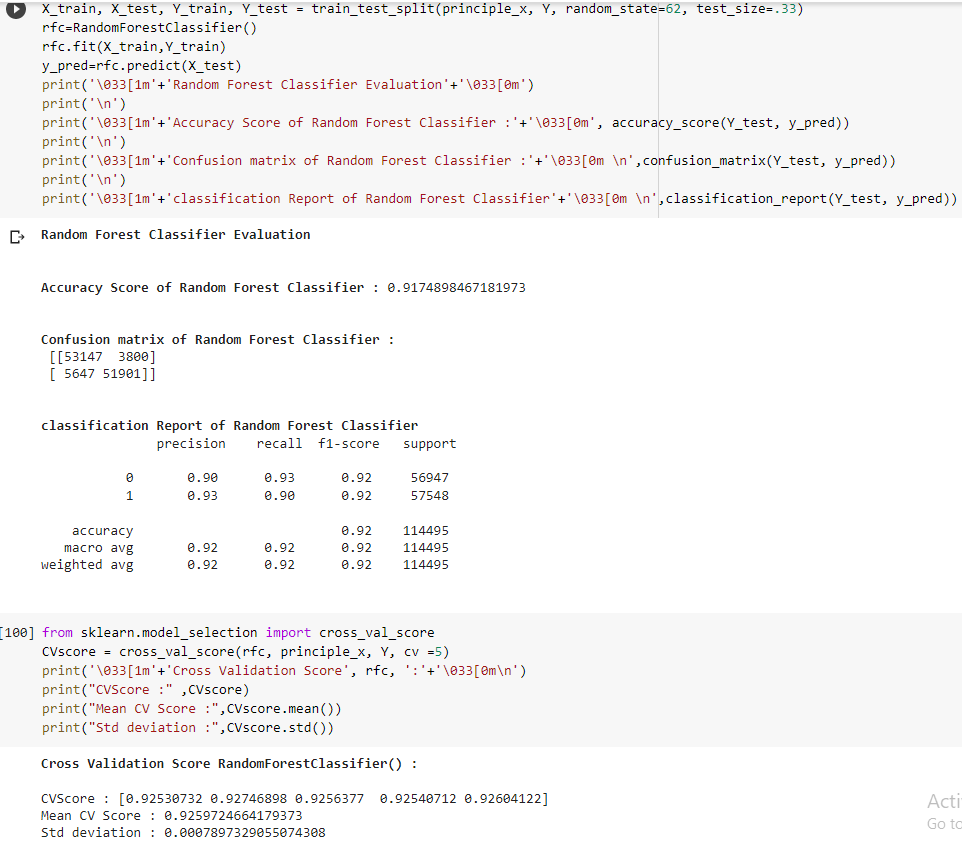 X_train, X_test, Y_train, Y_test = train_test_split(principle_x, Y, random_state=62, test_size=.33)
rfc=RandomForestClassifier()
rfc.fit(X_train,Y_train)
y_pred=rfc.predict(X_test)
print('\033[1m'+'Random Forest Classifier Evaluation'+'\033[0m')
print('\n')
print('\033[1m'+'Accuracy Score of Random Forest Classifier :'+'\033[0m', accuracy_score(Y_test, y_pred))
print('\n')
print('\033[1m'+'Confusion matrix of Random Forest Classifier :'+'\033[0m \n',confusion_matrix(Y_test, y_pred))
print('\n')
print('\033[1m'+'classification Report of Random Forest Classifier'+'\033[0m \n',classification_report(Y_test, y_pred))
Random Forest Classifier Evaluation
Accuracy Score of Random Forest Classifier : 0.9174898467181973
Confusion matrix of Random Forest Classifier :
[[53147  3800]
[ 5647 51901]]
classification Report of Random Forest Classifier
precision    recall  f1-score   support
0       0.90      0.93      0.92     56947
1       0.93      0.90      0.92     57548
accuracy                           0.92    114495
macro avg       0.92      0.92      0.92    114495
weighted avg       0.92      0.92      0.92    114495
[100] from sklearn.model_selection import cross_val_score
CVscore = cross_val_score(rfc, principle_x, Y, cv =5)
print('\033[1m'+'Cross Validation Score', rfc, ':'+'\033[0m\n')
print("CVScore :" ,CVscore)
print("Mean CV Score :",CVscore.mean())
print("Std deviation :",CVscore.std())
Cross Validation Score RandomForestClassifier() :
CVScore : [0.92530732 0.92746898 0.9256377  0.92540712 0.92604122]
Mean CV Score : 0.9259724664179373
Std deviation : 0.0007897329055074308
Acti
Go to